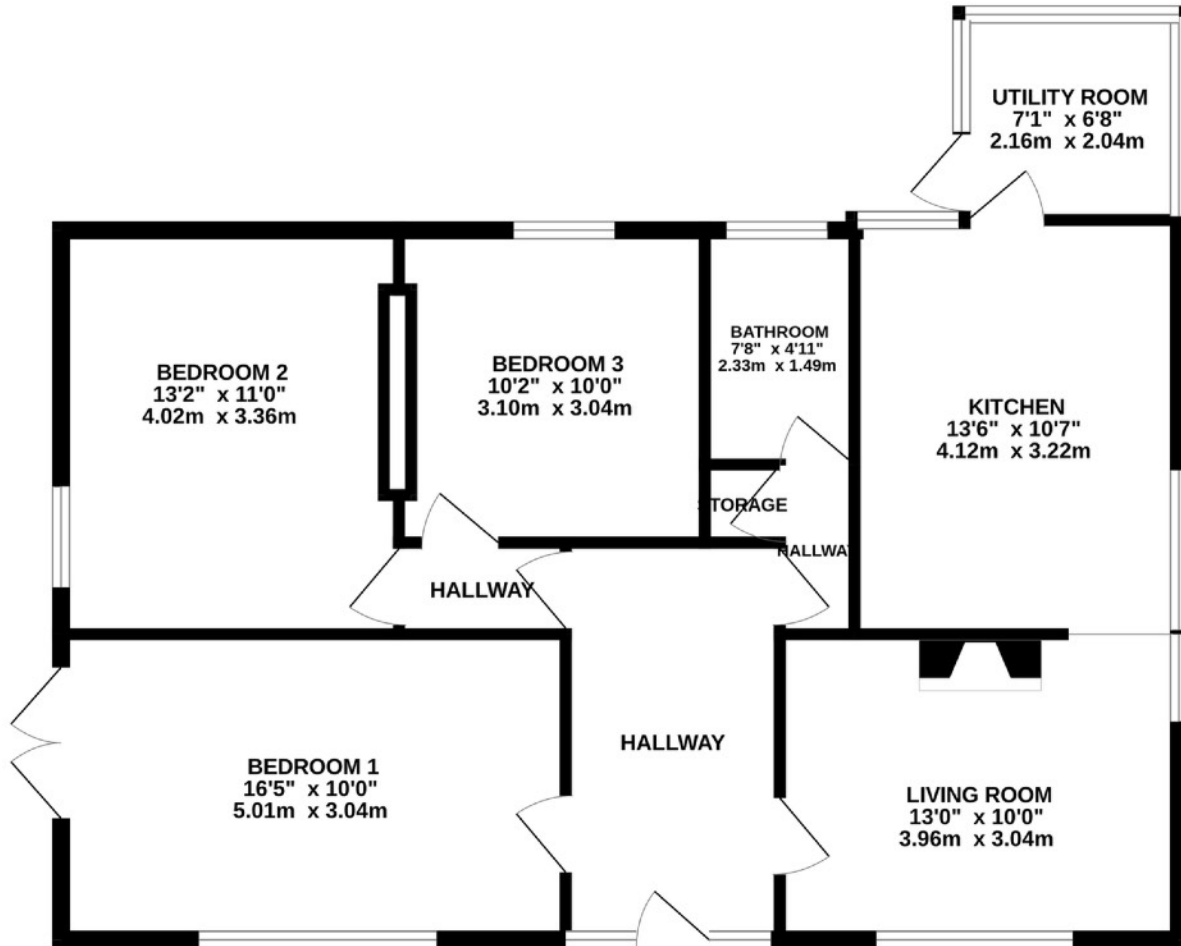 UTILITY ROOM
7'1" x 6'8"
2.16m x 2.04m
BEDROOM 2
13'2" x 11'0"
4.02m x 3.36m
BEDROOM 3
10'2" x 10'0"
3.10m x 3.04m
BATHROOM
7'8" x 4'11"
2.33m x 1.49m
KITCHEN
13'6" x 10'7"
4.12m x 3.22m
STORAGE
HALLWAY
HALLWAY
HALLWAY
BEDROOM 1
16'5" x 10'0"
5.01m x 3.04m
LIVING ROOM
13'0" x 10'0"
3.96m x 3.04m